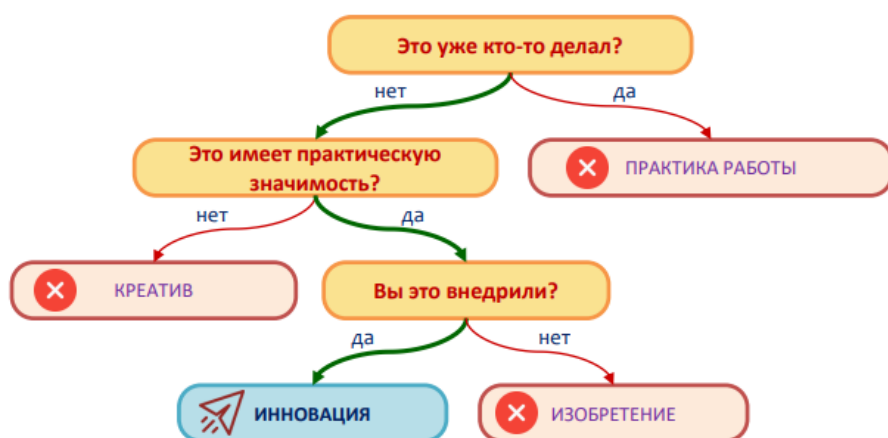 Это уже кто-то делал?
нет
да
Это имеет практическую
значимость?
ПРАКТИКА РАБОТЫ
нет
да
КРЕАТИВ
Вы это внедрили?
да
нет
ИННОВАЦИЯ
ИЗОБРЕТЕНИЕ